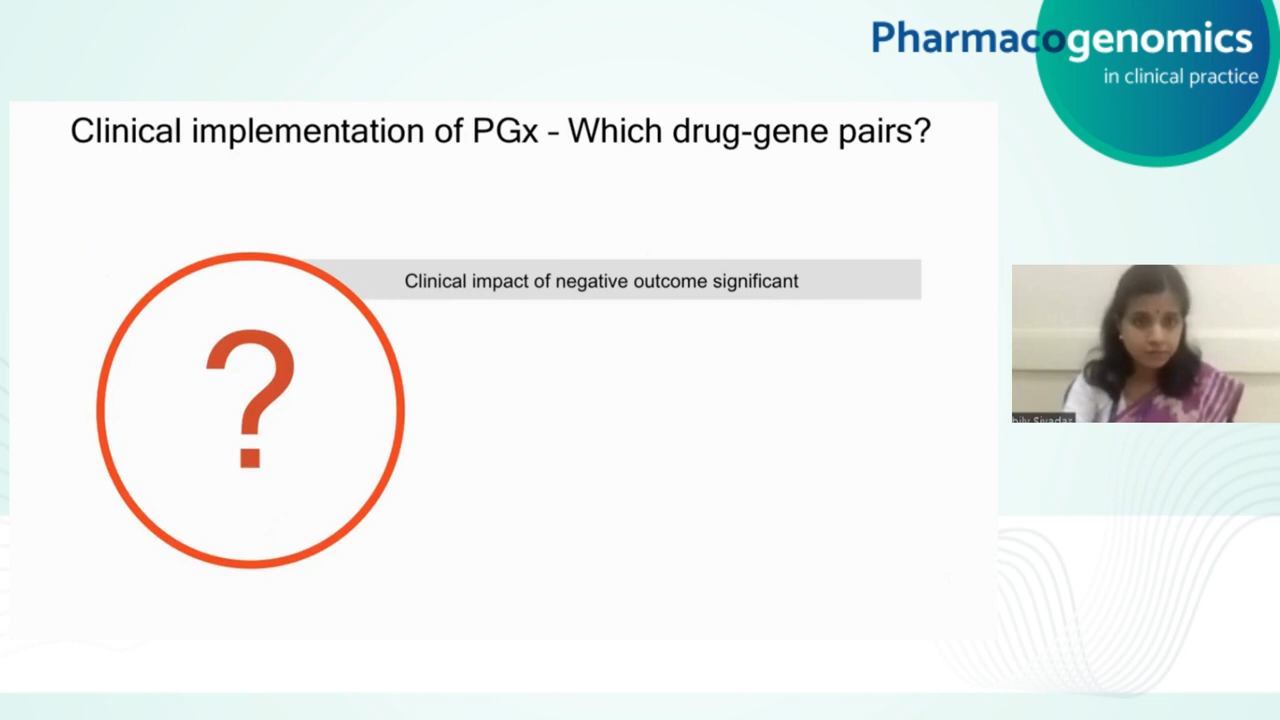 Pharmacogenomics
in clinical practice
Clinical implementation of PGx - Which drug-gene pairs?
Clinical impact of negative outcome significant
?